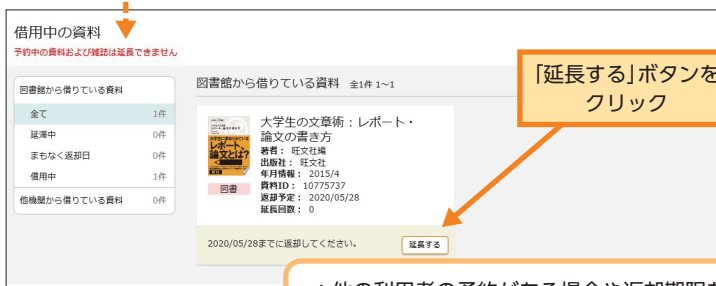 借用中の資料
予約中の資料および雑誌は延長できません
図書館から借りている資料
全て 1件
延滞中 0件
まもなく返却日 0件
借用中 1件
他機関から借りている資料 0件
図書館から借りている資料 全1件 1～1
レポート・
論文とは?
図書
大学生の文章術：レポート・
論文の書き方
著者： 旺文社編
出版社： 旺文社
年月情報： 2015/4
資料ID： 10775737
返却予定： 2020/05/28
延長回数： 0
2020/05/28までに返却してください。
延長する
「延長する」ボタンを
クリック